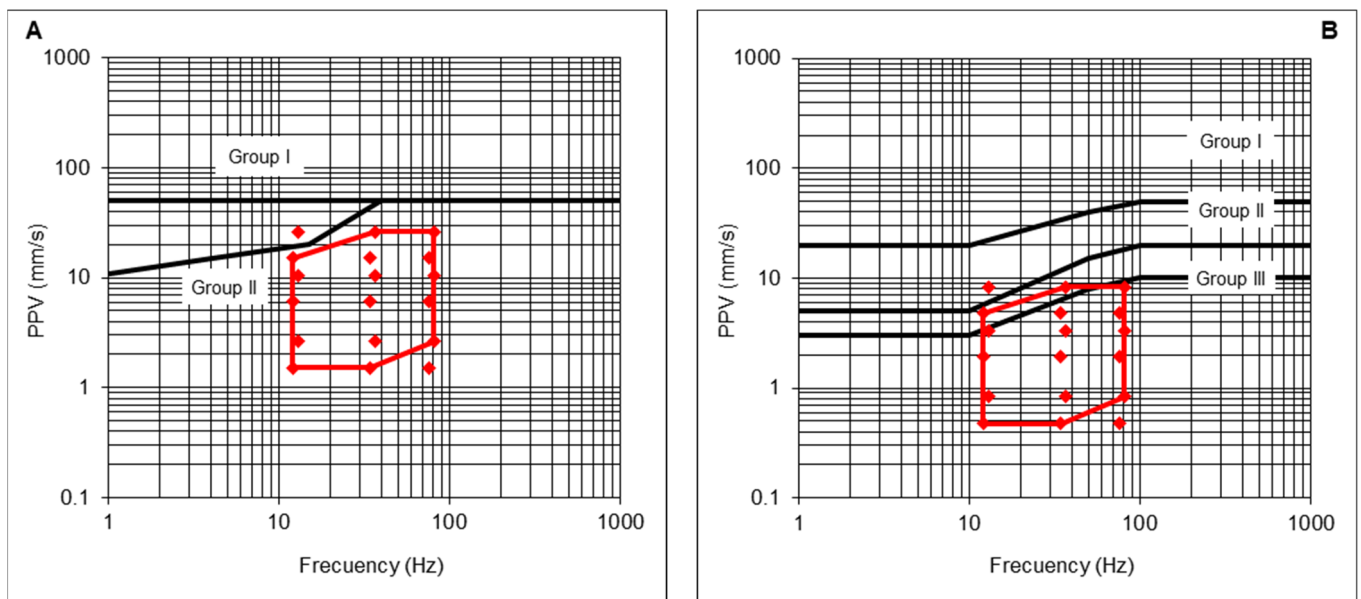 A
1000
100
10
1
0.1
PPV (mm/s)
Group I
Group II
1 10 100 1000
Frecuency (Hz)
B
1000
100
10
1
0.1
PPV (mm/s)
Group I
Group II
Group III
1 10 100 1000
Frecuency (Hz)